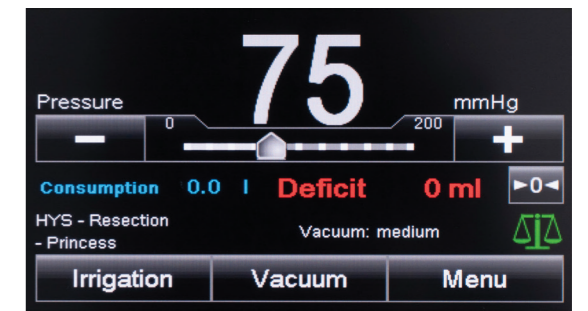 75
Pressure
mmHg
0
200
− +
Consumption 0.0 l Deficit 0 ml ►0◄
HYS - Resection
- Princess
Vacuum: medium
Irrigation Vacuum Menu